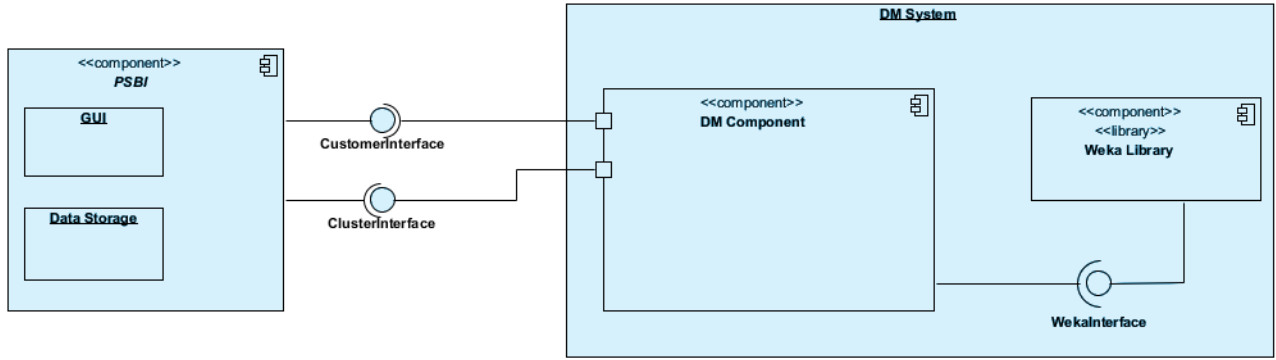 DM System
<<component>>
PSBI
GUI
Data Storage
CustomerInterface
ClusterInterface
<<component>>
DM Component
<<component>>
<<library>>
Weka Library
WekaInterface